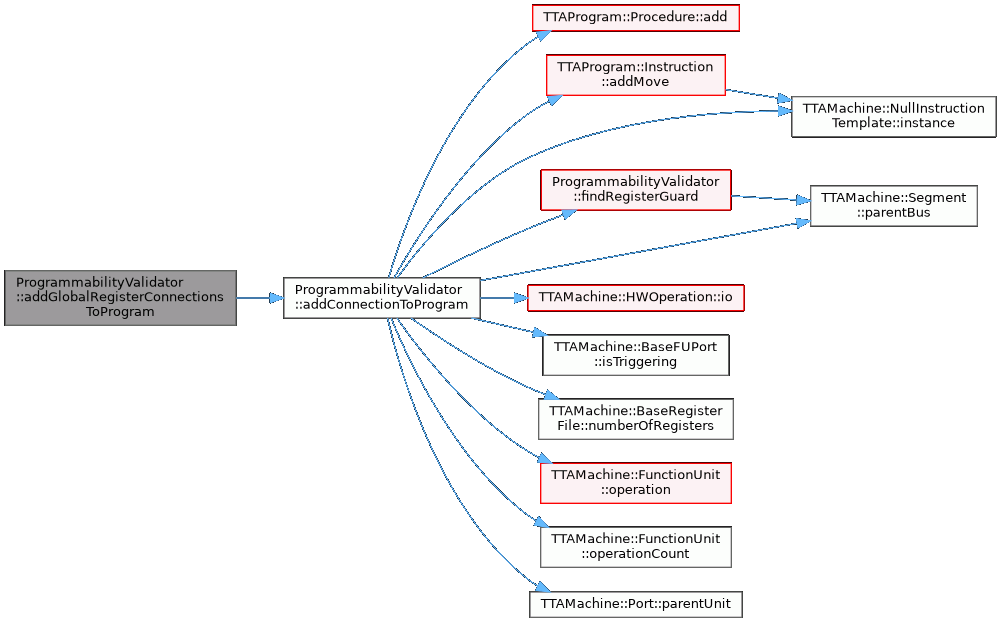 TTAProgram::Procedure::add
TTAProgram::Instruction
::addMove
TTAMachine::NullInstruction
Template::instance
ProgrammabilityValidator
::findRegisterGuard
TTAMachine::Segment
::parentBus
ProgrammabilityValidator
::addGlobalRegisterConnections
ToProgram
ProgrammabilityValidator
::addConnectionToProgram
TTAMachine::HWOperation::io
TTAMachine::BaseFUPort
::isTriggering
TTAMachine::BaseRegister
File::numberOfRegisters
TTAMachine::FunctionUnit
::operation
TTAMachine::FunctionUnit
::operationCount
TTAMachine::Port::parentUnit